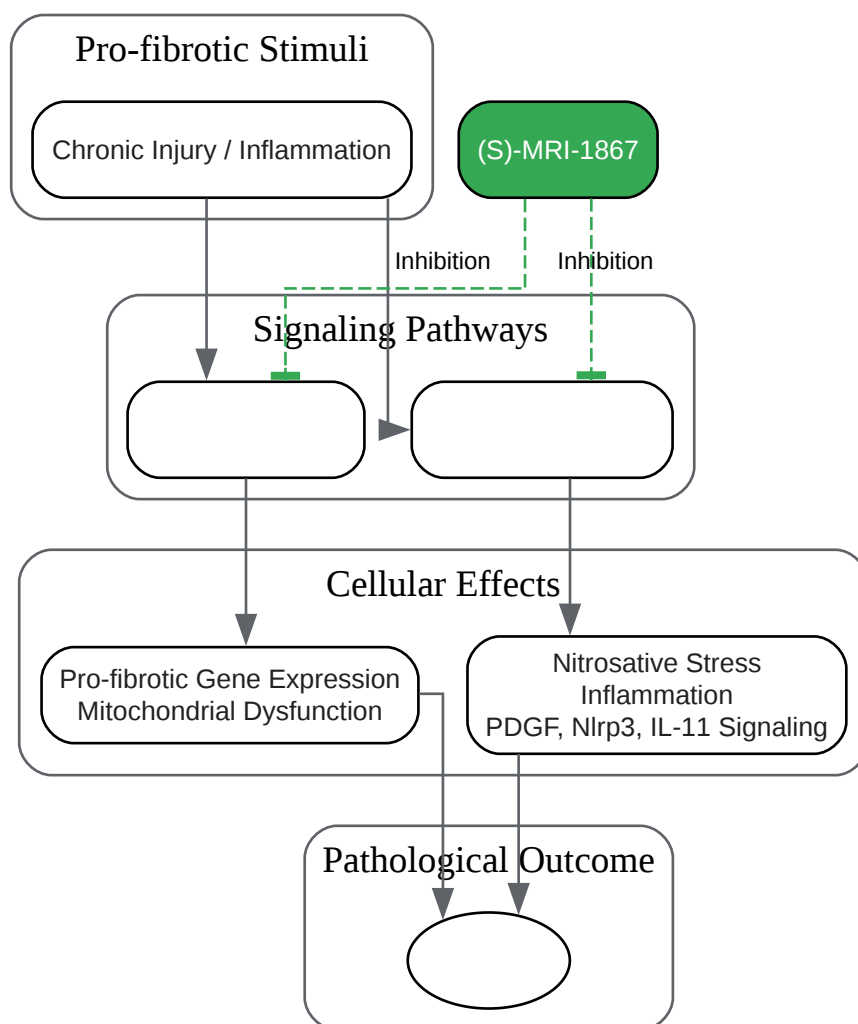 Pro-fibrotic Stimuli
Chronic Injury / Inflammation
(S)-MRI-1867
Inhibition
Inhibition
Signaling Pathways
Cellular Effects
Pro-fibrotic Gene Expression
Mitochondrial Dysfunction
Nitrosative Stress
Inflammation
PDGF, Nlrp3, IL-11 Signaling
Pathological Outcome